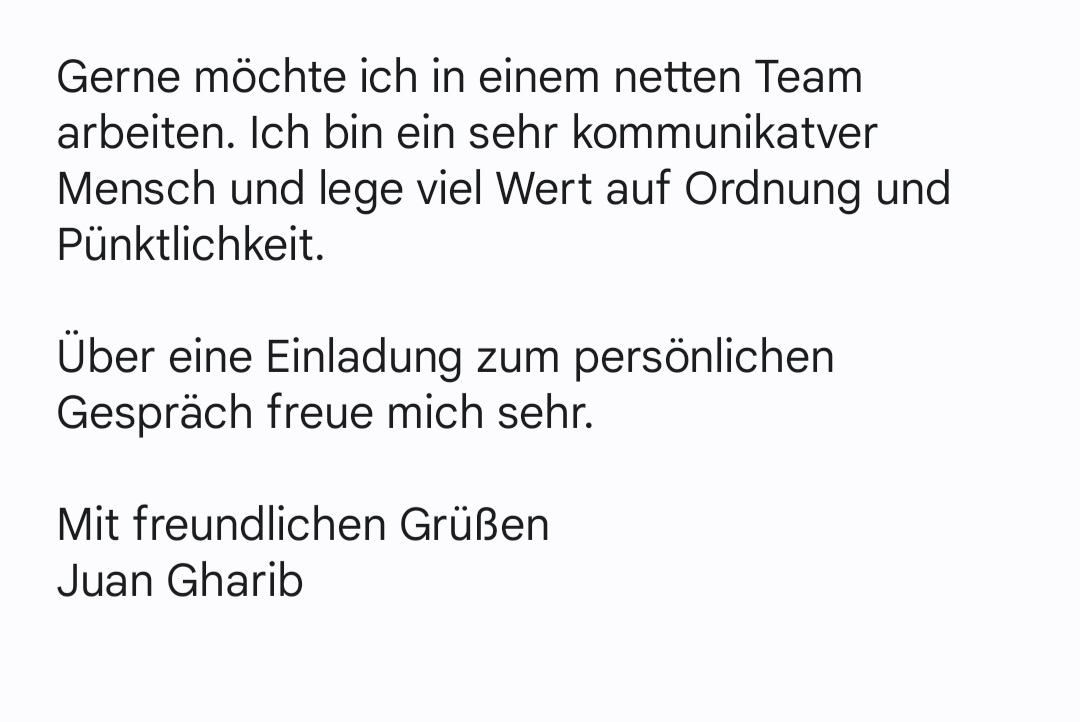 Gerne möchte ich in einem netten Team
arbeiten. Ich bin ein sehr kommunikatver
Mensch und lege viel Wert auf Ordnung und
Pünktlichkeit.
Über eine Einladung zum persönlichen
Gespräch freue mich sehr.
Mit freundlichen Grüßen
Juan Gharib